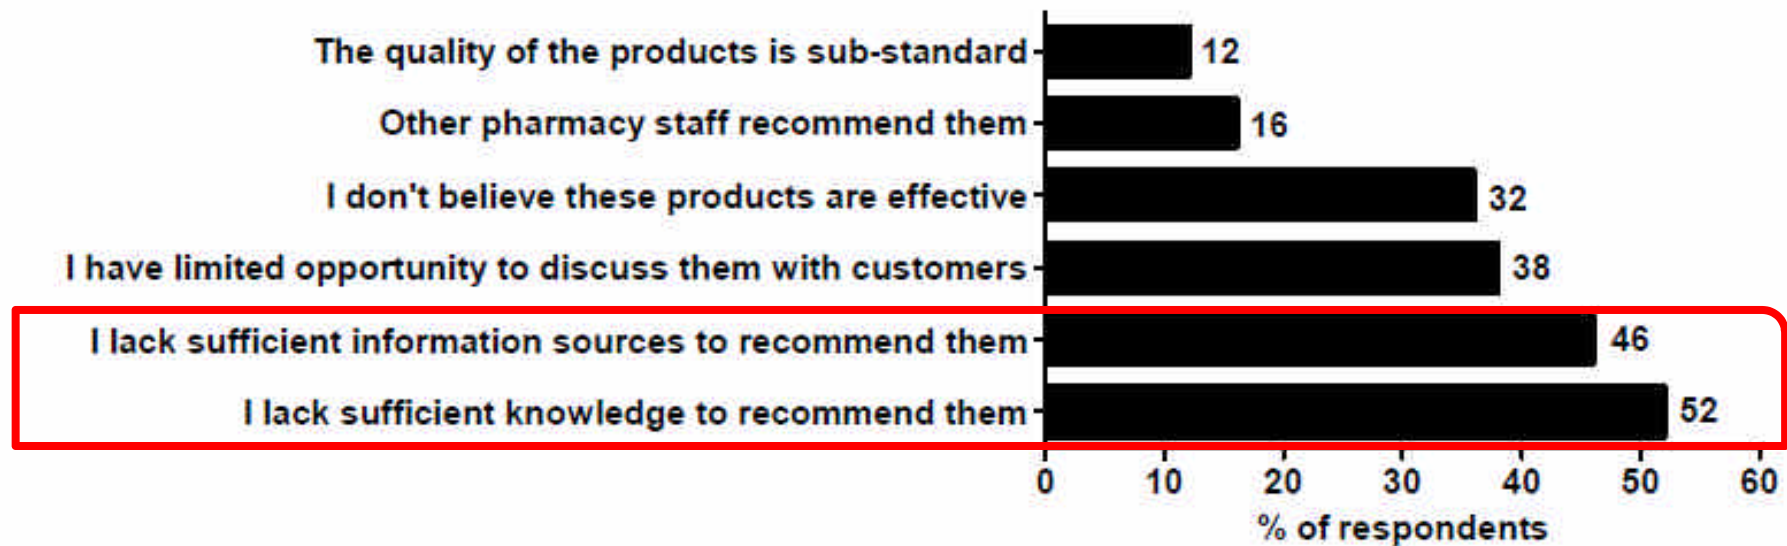 The quality of the products is sub-standard 12
Other pharmacy staff recommend them 16
I don't believe these products are effective 32
I have limited opportunity to discuss them with customers 38
I lack sufficient information sources to recommend them 46
I lack sufficient knowledge to recommend them 52
0 10 20 30 40 50 60
% of respondents